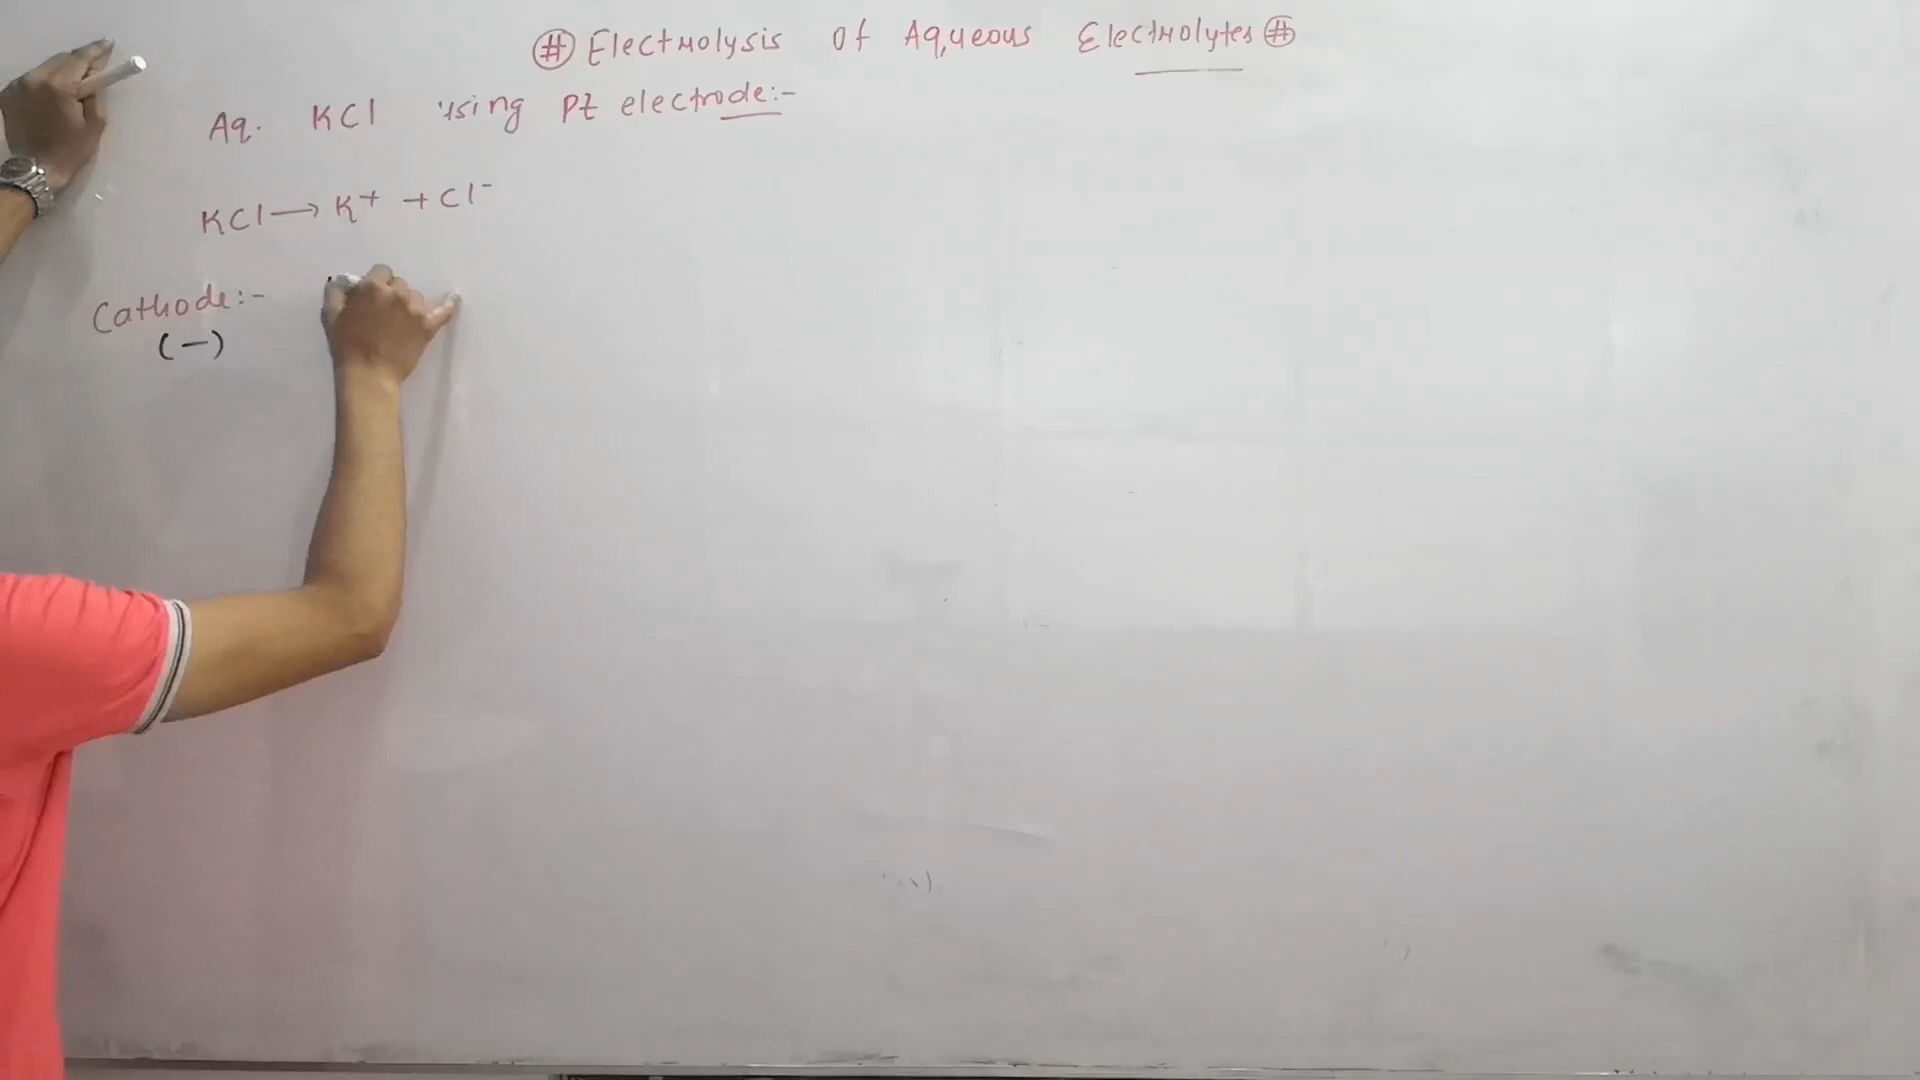 # Electrolysis of Aqueous Electrolytes #
Aq. KCl using Pt electrode:-
KCl → K⁺ + Cl⁻
Cathode:-
(-)